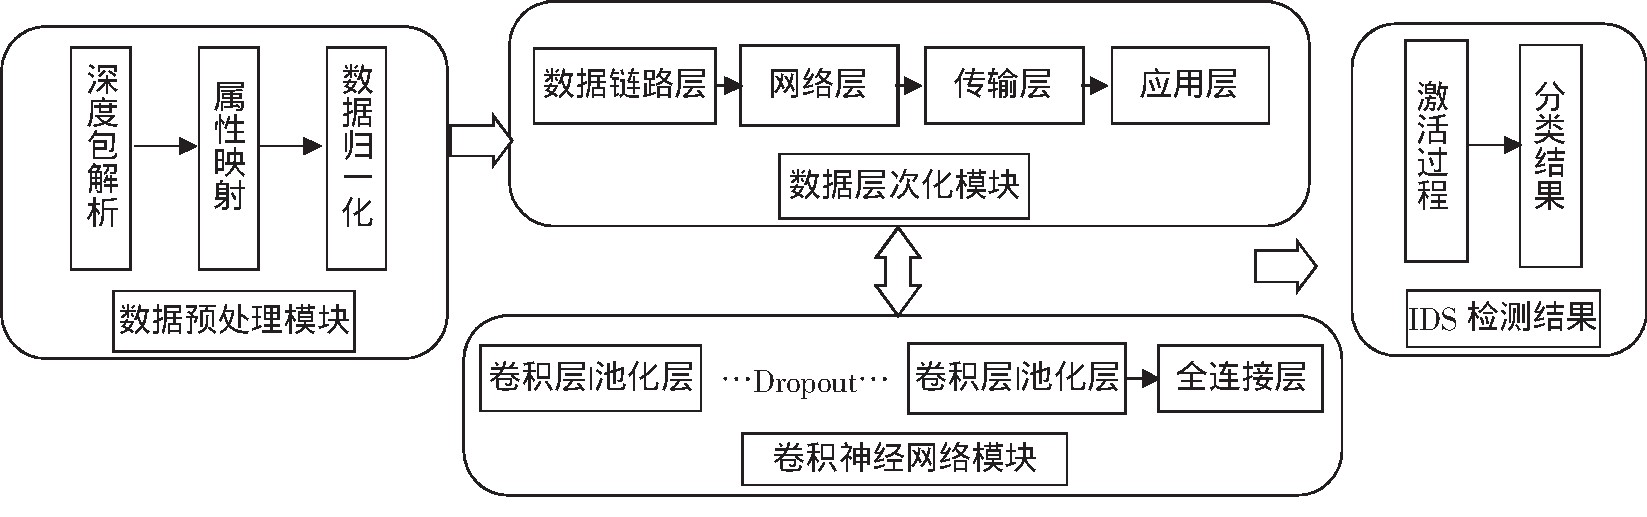 深度包解析
属性映射
数据归一化
数据预处理模块
数据链路层
网络层
传输层
应用层
数据层次化模块
卷积层|池化层
…Dropout…
卷积层|池化层
全连接层
卷积神经网络模块
激活过程
分类结果
IDS 检测结果